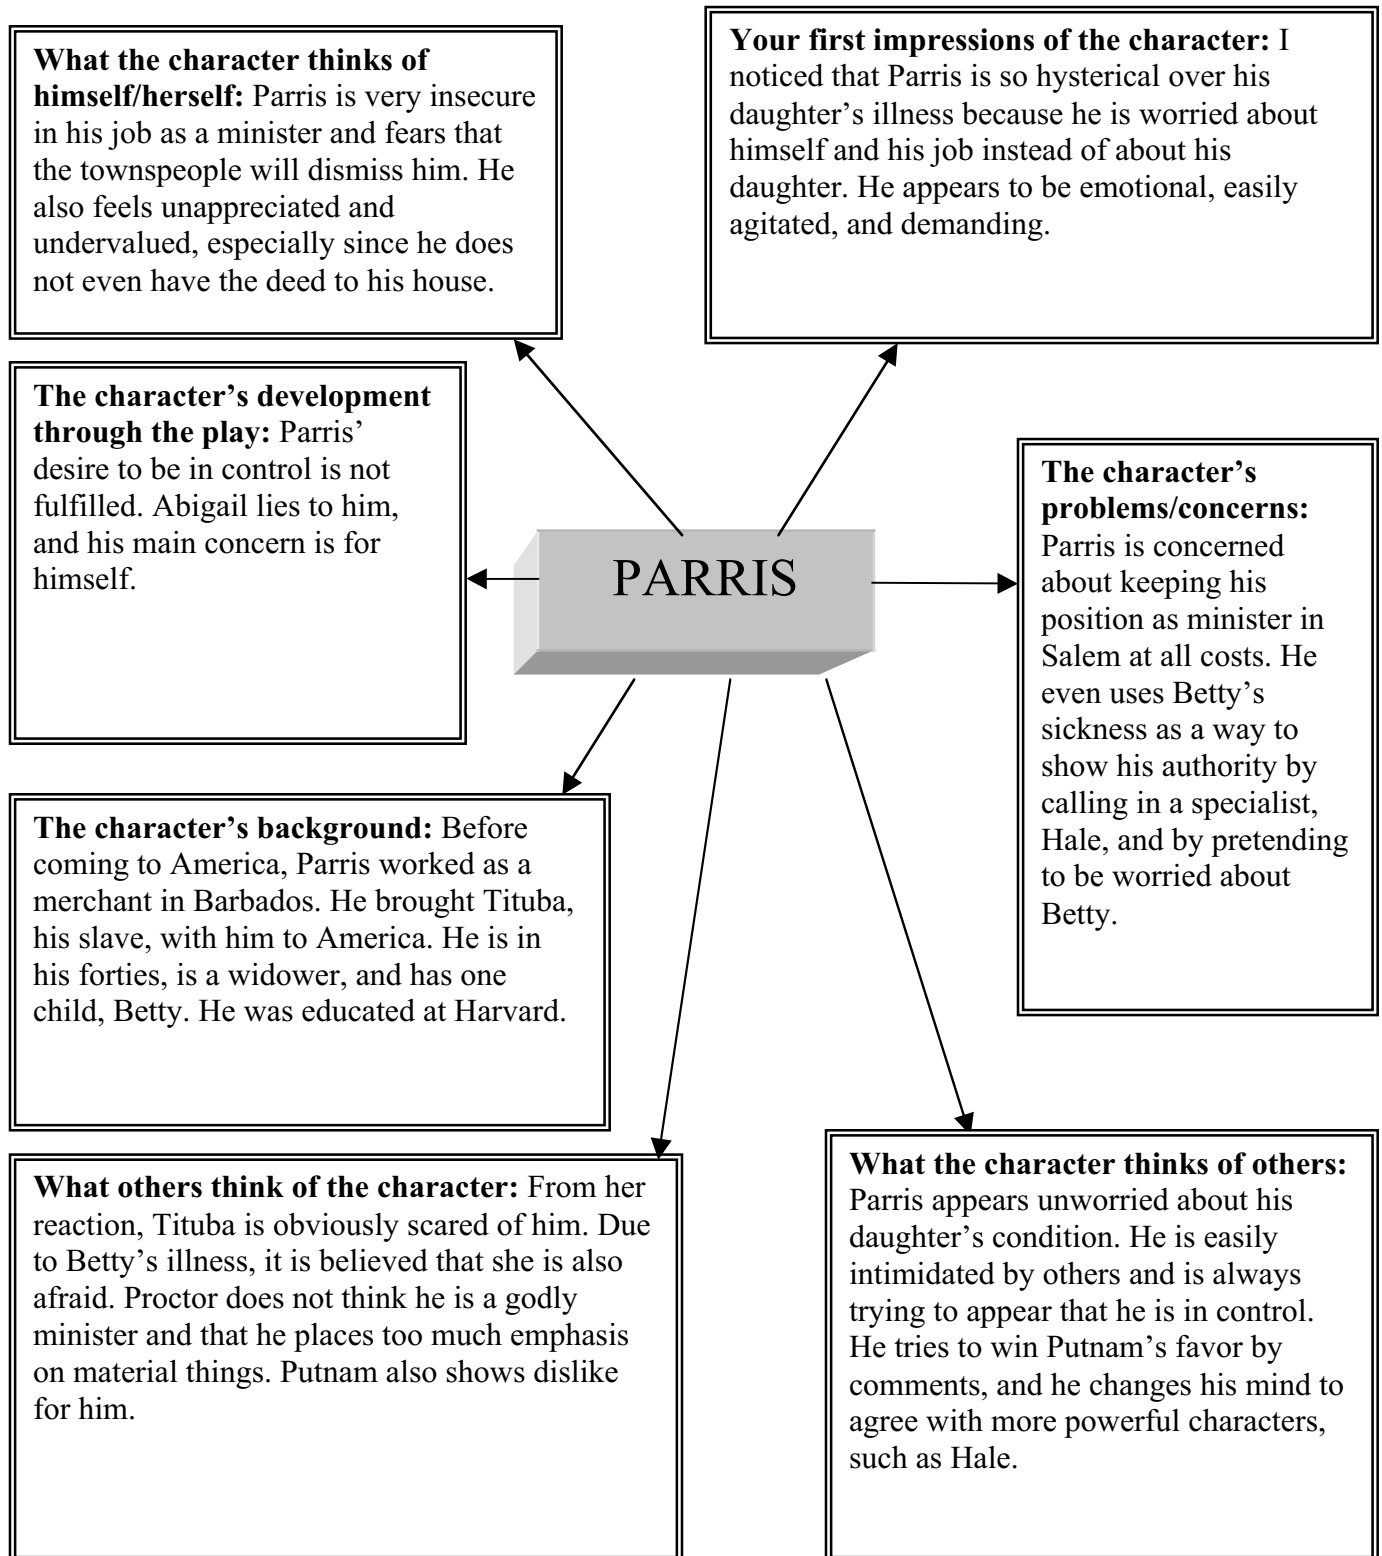 What the character thinks of
himself/herself: Parris is very insecure
in his job as a minister and fears that
the townspeople will dismiss him. He
also feels unappreciated and
undervalued, especially since he does
not even have the deed to his house.
Your first impressions of the character: I
noticed that Parris is so hysterical over his
daughter’s illness because he is worried about
himself and his job instead of about his
daughter. He appears to be emotional, easily
agitated, and demanding.
The character’s development
through the play: Parris’
desire to be in control is not
fulfilled. Abigail lies to him,
and his main concern is for
himself.
PARRIS
The character’s
problems/concerns:
Parris is concerned
about keeping his
position as minister in
Salem at all costs. He
even uses Betty’s
sickness as a way to
show his authority by
calling in a specialist,
Hale, and by pretending
to be worried about
Betty.
The character’s background: Before
coming to America, Parris worked as a
merchant in Barbados. He brought Tituba,
his slave, with him to America. He is in
his forties, is a widower, and has one
child, Betty. He was educated at Harvard.
What others think of the character: From her
reaction, Tituba is obviously scared of him. Due
to Betty’s illness, it is believed that she is also
afraid. Proctor does not think he is a godly
minister and that he places too much emphasis
on material things. Putnam also shows dislike
for him.
What the character thinks of others:
Parris appears unworried about his
daughter’s condition. He is easily
intimidated by others and is always
trying to appear that he is in control.
He tries to win Putnam’s favor by
comments, and he changes his mind to
agree with more powerful characters,
such as Hale.